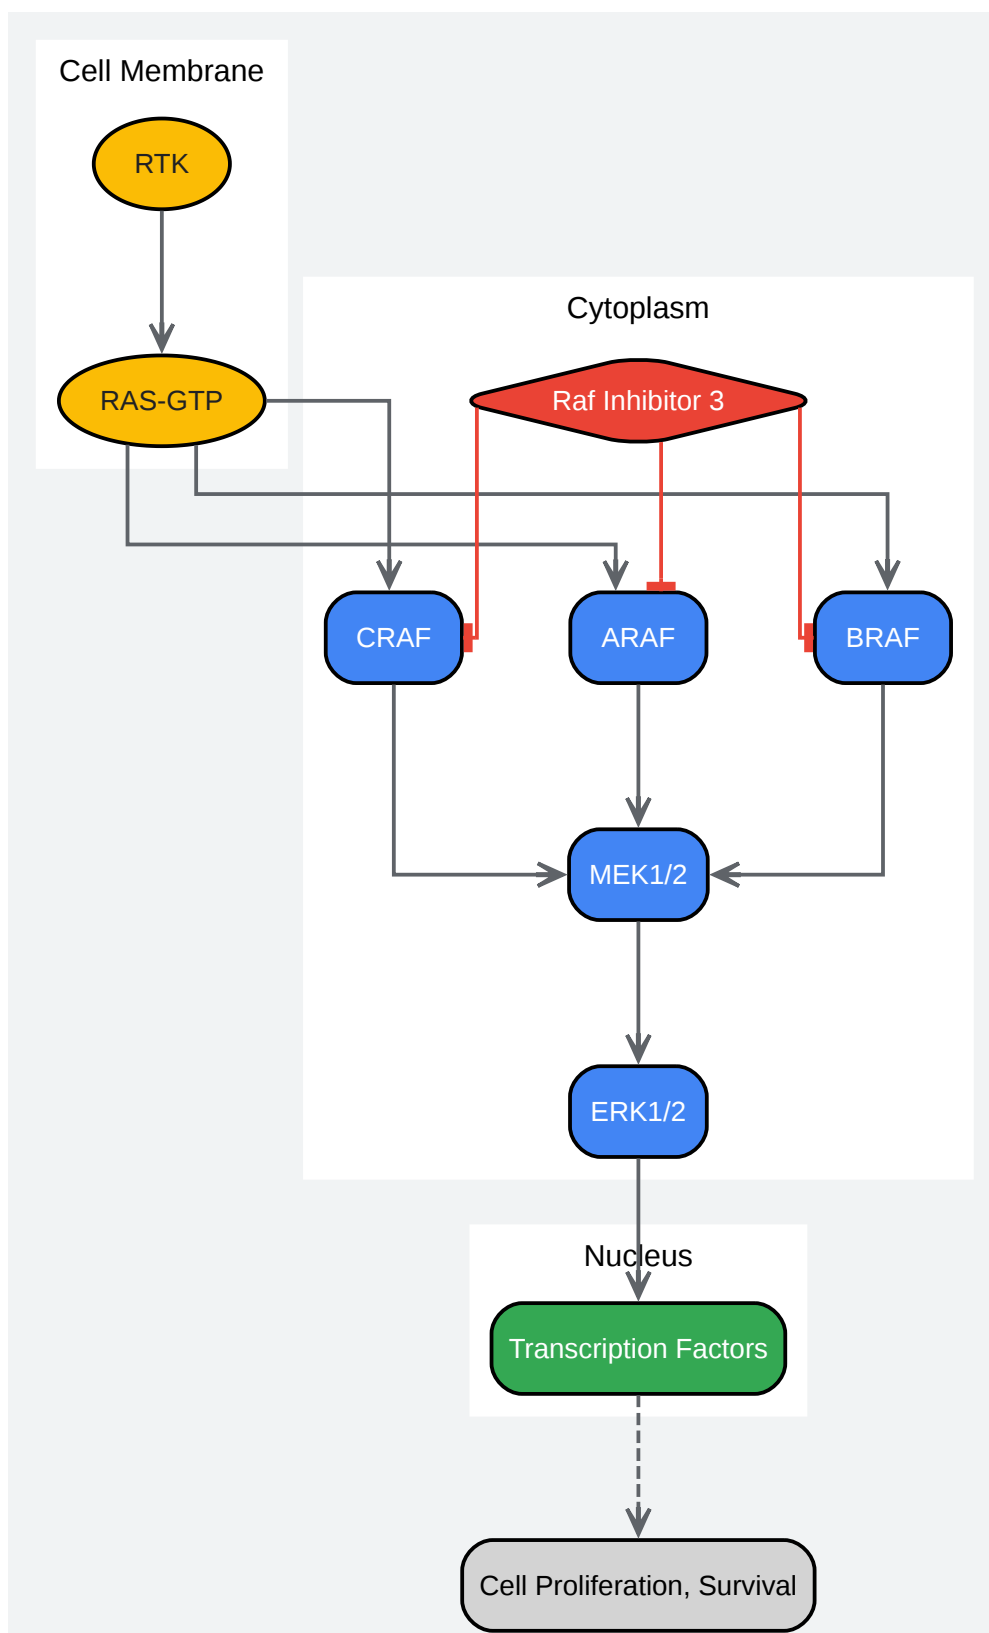 Cell Membrane
RTK
Cytoplasm
RAS-GTP
Raf Inhibitor 3
CRAF
ARAF
BRAF
MEK1/2
ERK1/2
Nucleus
Transcription Factors
Cell Proliferation, Survival